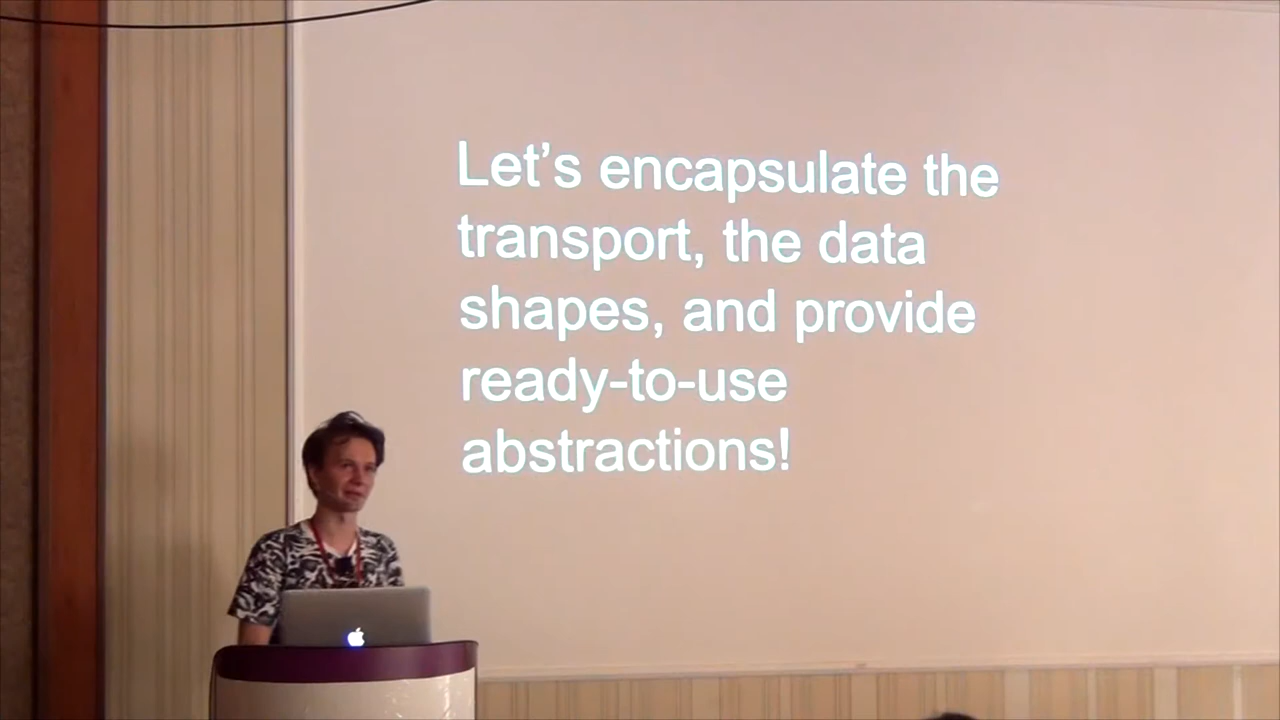 Let’s encapsulate the
transport, the data
shapes, and provide
ready-to-use
abstractions!